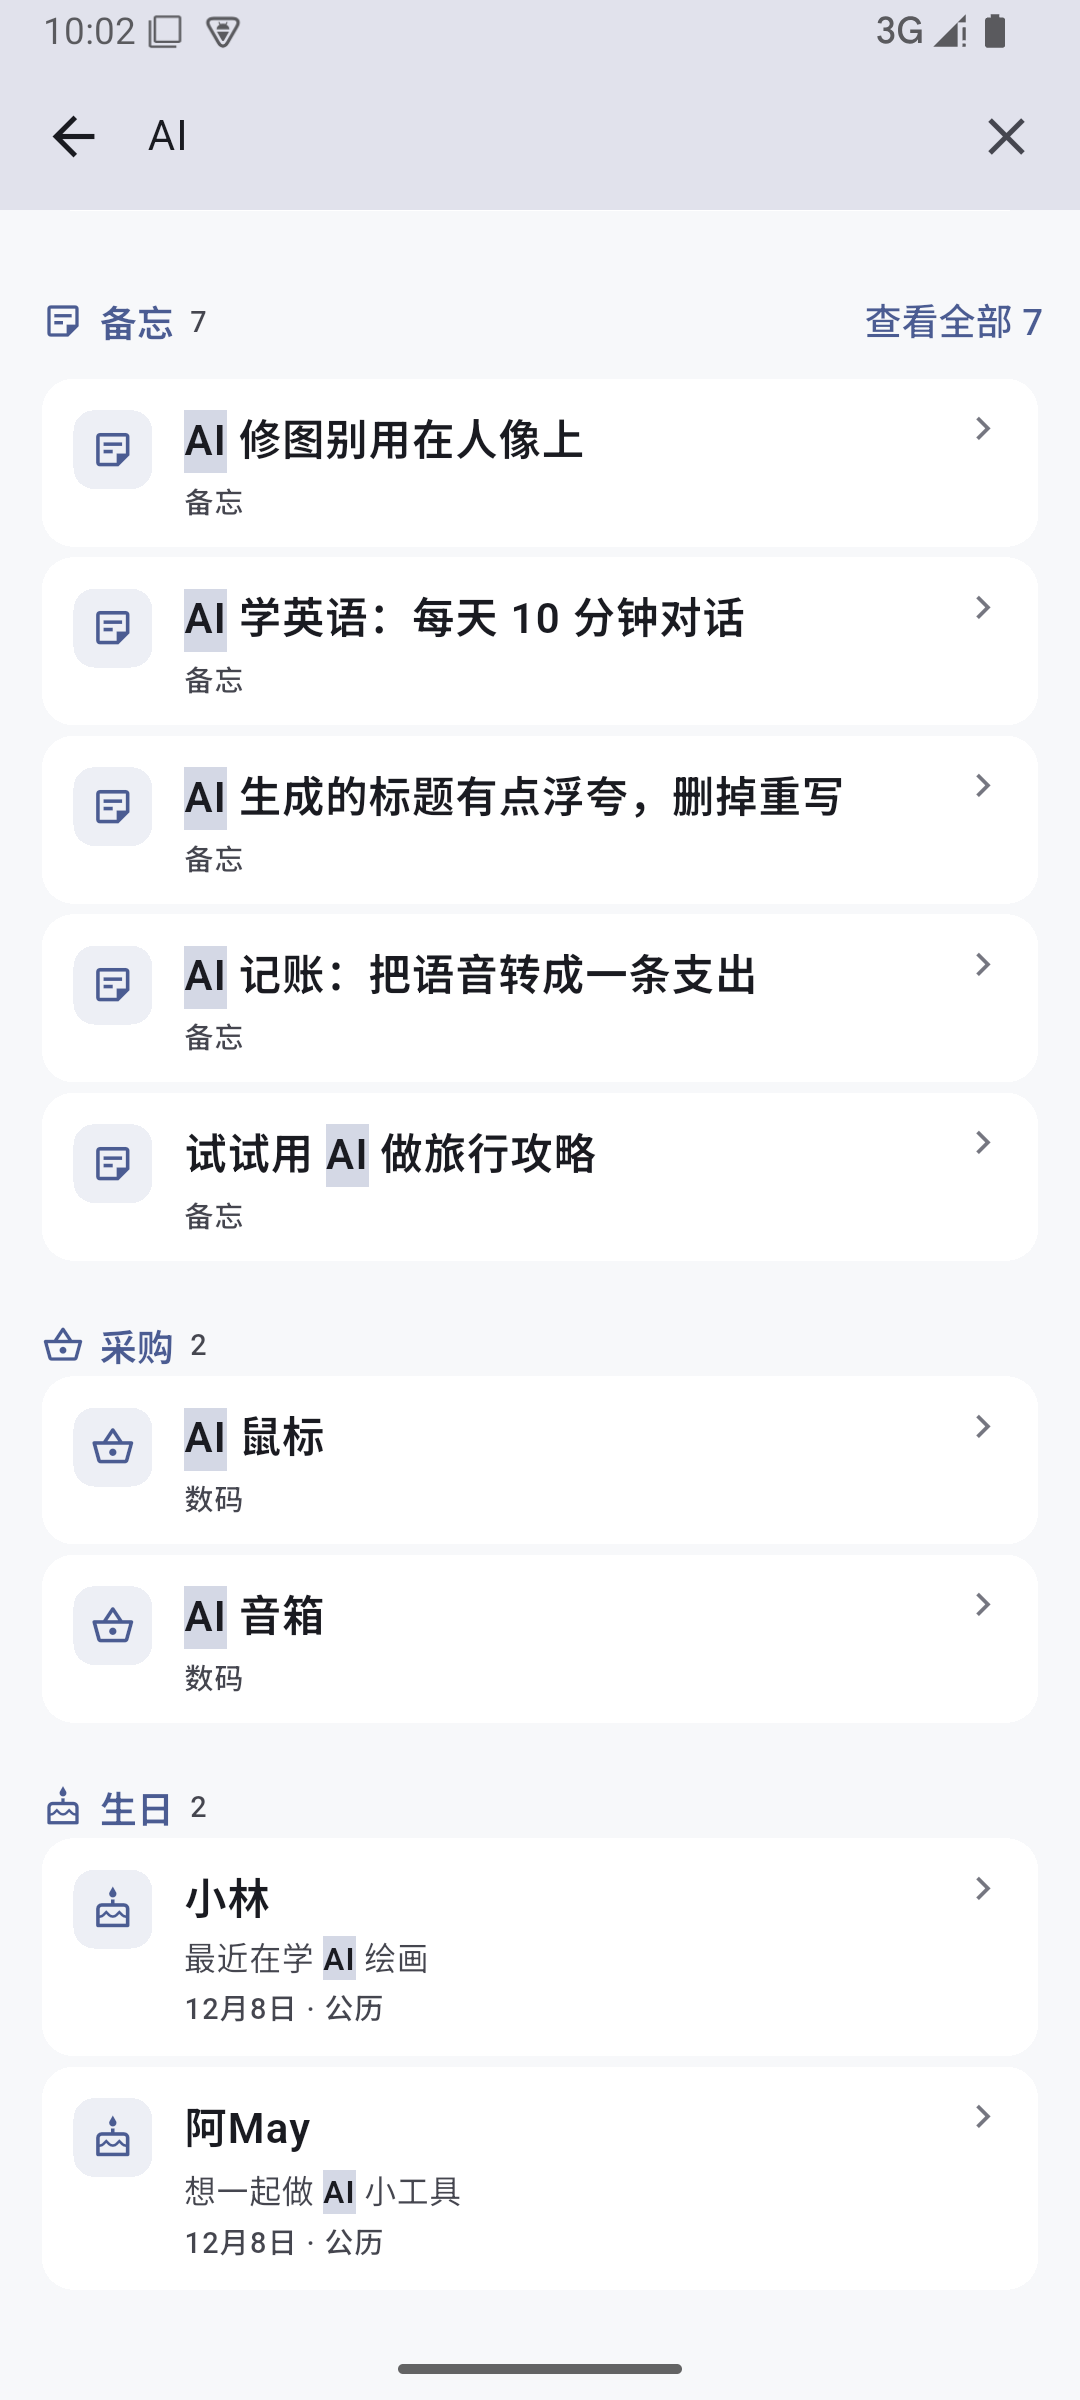 10:02
3G
AI
备忘 7
查看全部 7
AI 修图别用在人像上
备忘
AI 学英语：每天 10 分钟对话
备忘
AI 生成的标题有点浮夸，删掉重写
备忘
AI 记账：把语音转成一条支出
备忘
试试用 AI 做旅行攻略
备忘
采购 2
AI 鼠标
数码
AI 音箱
数码
生日 2
小林
最近在学 AI 绘画
12月8日 · 公历
阿May
想一起做 AI 小工具
12月8日 · 公历